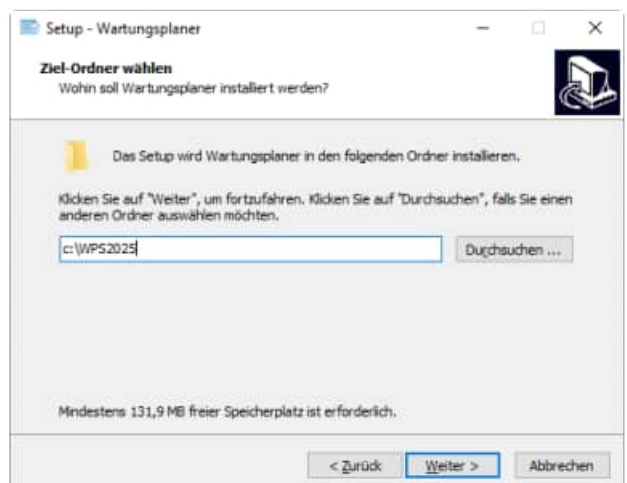 Setup - Wartungsplaner
Ziel-Ordner wählen
Wohin soll Wartungsplaner installiert werden?
Das Setup wird Wartungsplaner in den folgenden Ordner installieren.
Klicken Sie auf "Weiter", um fortzufahren. Klicken Sie auf "Durchsuchen", falls Sie einen
anderen Ordner auswählen möchten.
c:\WPS2025
Durchsuchen ...
Mindestens 131,9 MB freier Speicherplatz ist erforderlich.
< Zurück
Weiter >
Abbrechen